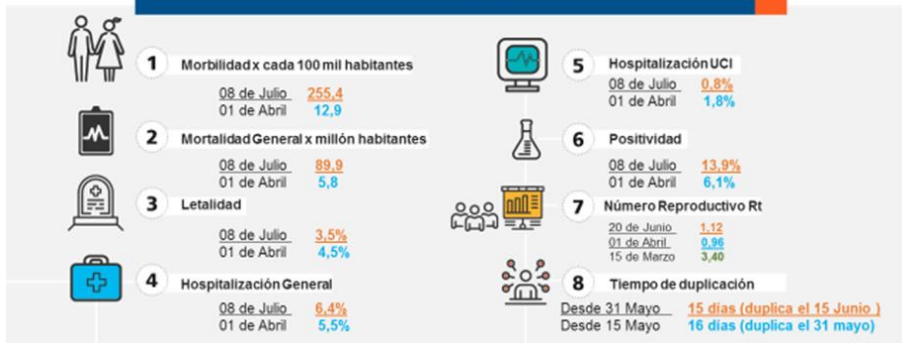 1 Morbilidad x cada 100 mil habitantes
08 de Julio 255,4
01 de Abril 12,9
2 Mortalidad General x millón habitantes
08 de Julio 89,9
01 de Abril 5,8
3 Letalidad
08 de Julio 3,5%
01 de Abril 4,5%
4 Hospitalización General
08 de Julio 6,4%
01 de Abril 5,5%
5 Hospitalización UCI
08 de Julio 0,8%
01 de Abril 1,8%
6 Positividad
08 de Julio 13,9%
01 de Abril 6,1%
7 Número Reproductivo Rt
20 de Junio 1,12
01 de Abril 0,96
15 de Marzo 3,40
8 Tiempo de duplicación
Desde 31 Mayo 15 días (duplica el 15 Junio )
Desde 15 Mayo 16 días (duplica el 31 mayo)